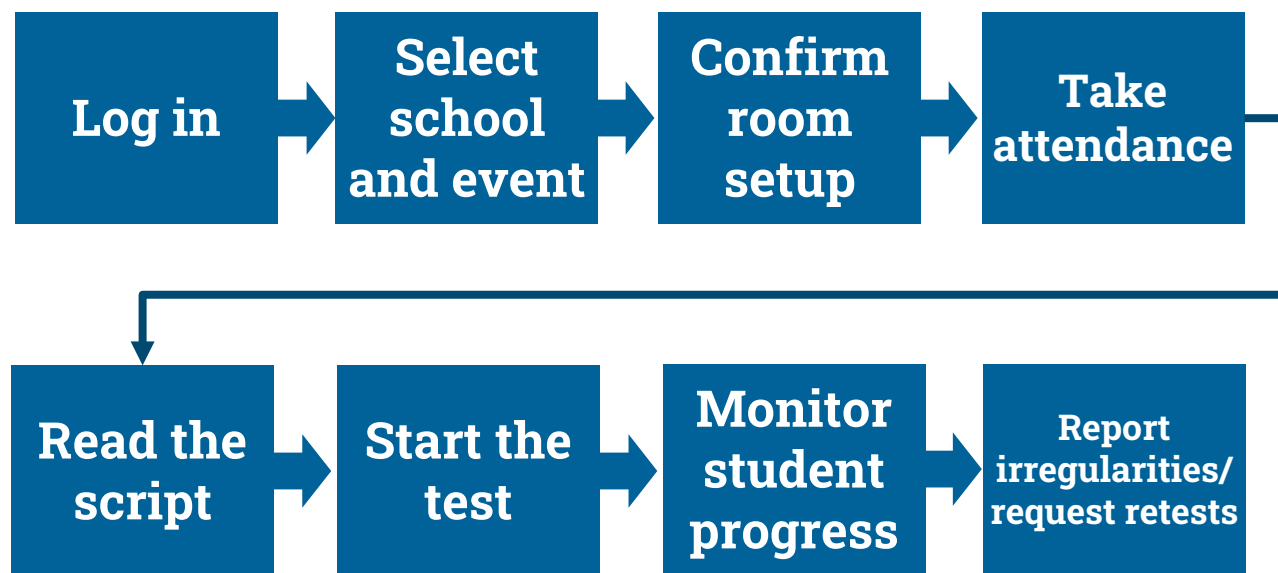 Log in
Select
school
and event
Confirm
room
setup
Take
attendance
Read the
script
Start the
test
Monitor
student
progress
Report
irregularities/
request retests